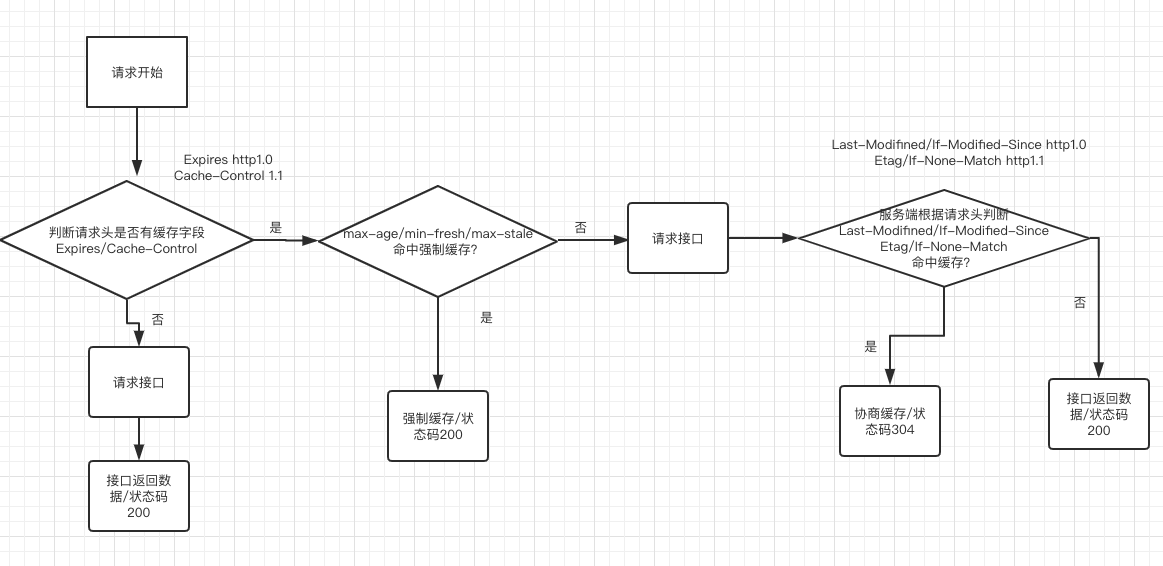 请求开始
Expires http1.0
Cache-Control 1.1
判断请求头是否有缓存字段
Expires/Cache-Control
是
否
请求接口
接口返回数
据/状态码
200
max-age/min-fresh/max-stale
命中强制缓存?
否
是
强制缓存/状
态码200
请求接口
Last-Modifined/If-Modified-Since http1.0
Etag/If-None-Match http1.1
服务端根据请求头判断
Last-Modifined/If-Modified-Since
Etag/If-None-Match
命中缓存?
是
否
协商缓存/状
态码304
接口返回数
据/状态码
200